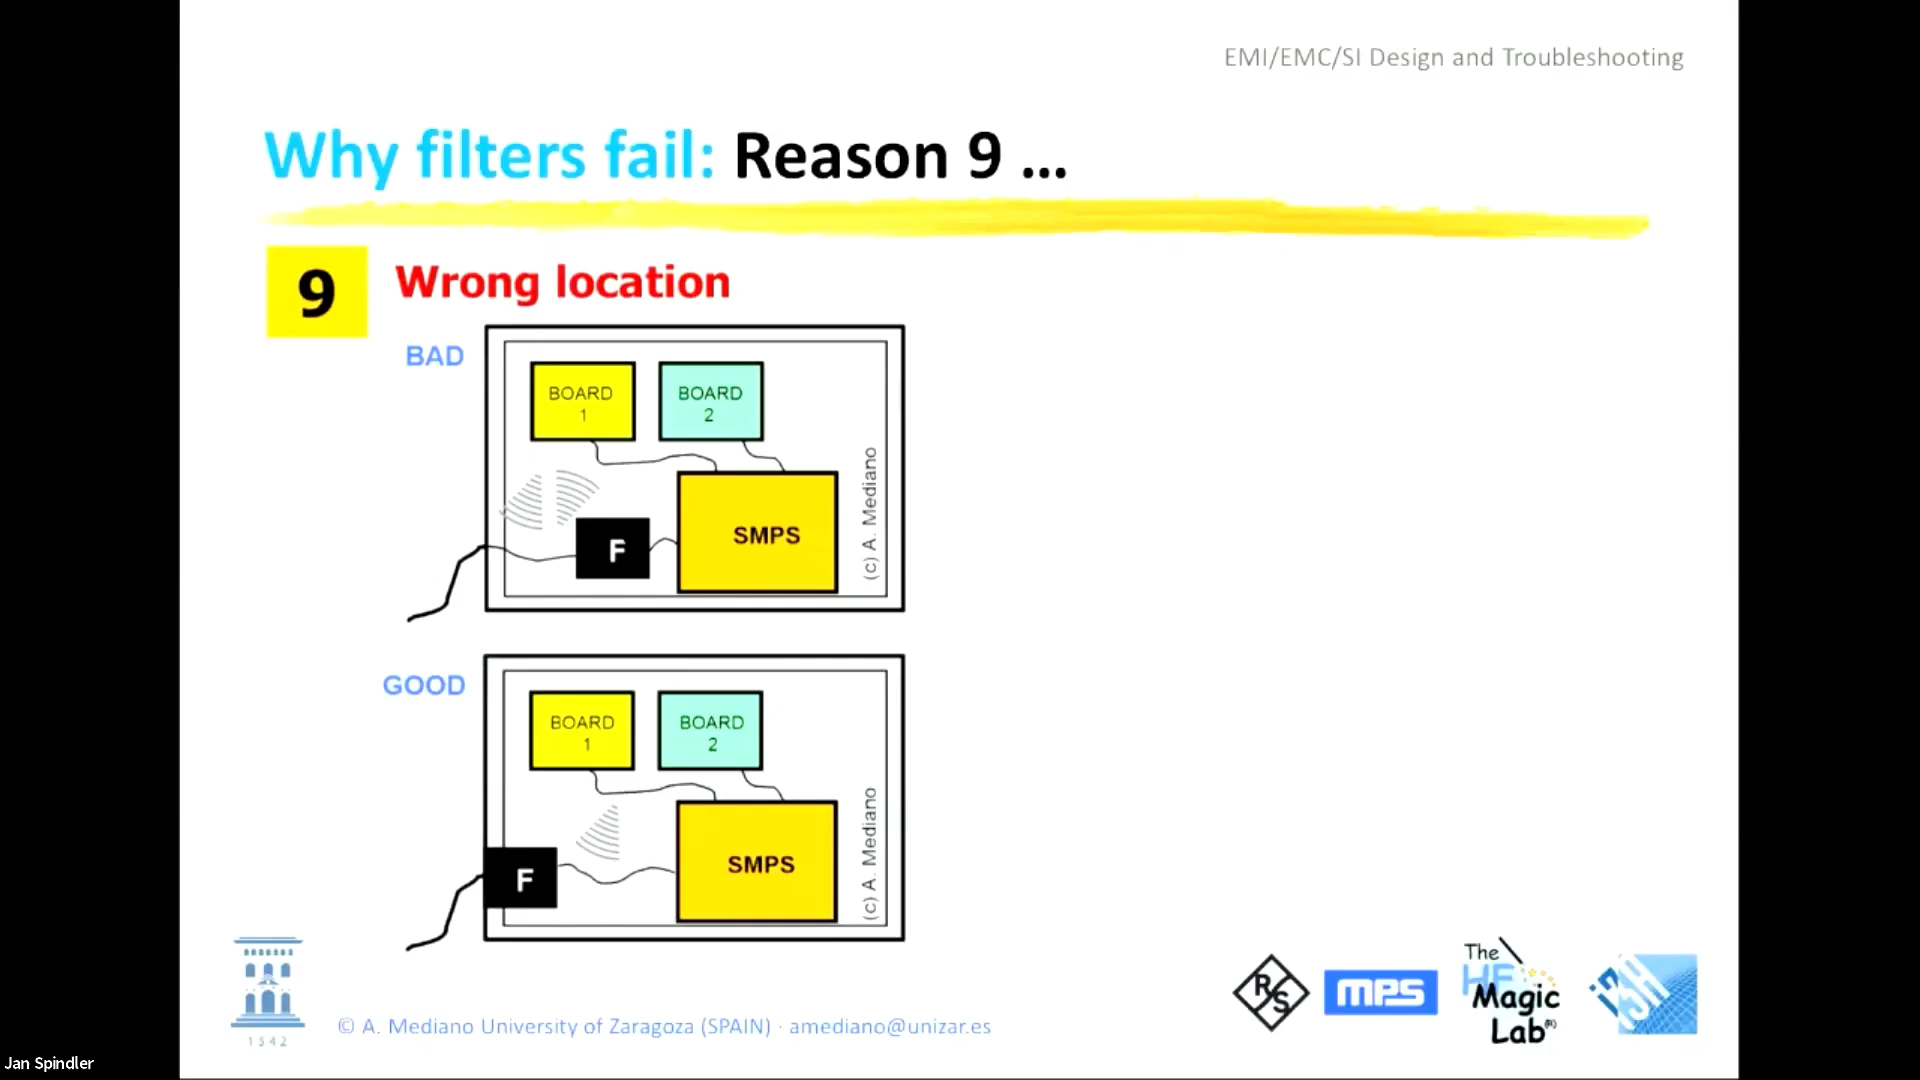 EMI/EMC/SI Design and Troubleshooting
Why filters fail: Reason 9 ...
9
Wrong location
BAD
BOARD
1
BOARD
2
F
SMPS
(c) A. Mediano
GOOD
BOARD
1
BOARD
2
F
SMPS
(c) A. Mediano
1542
© A. Mediano University of Zaragoza (SPAIN) · amediano@unizar.es
R/S
MPS
The
HF
Magic
Lab(R)
Jan Spindler